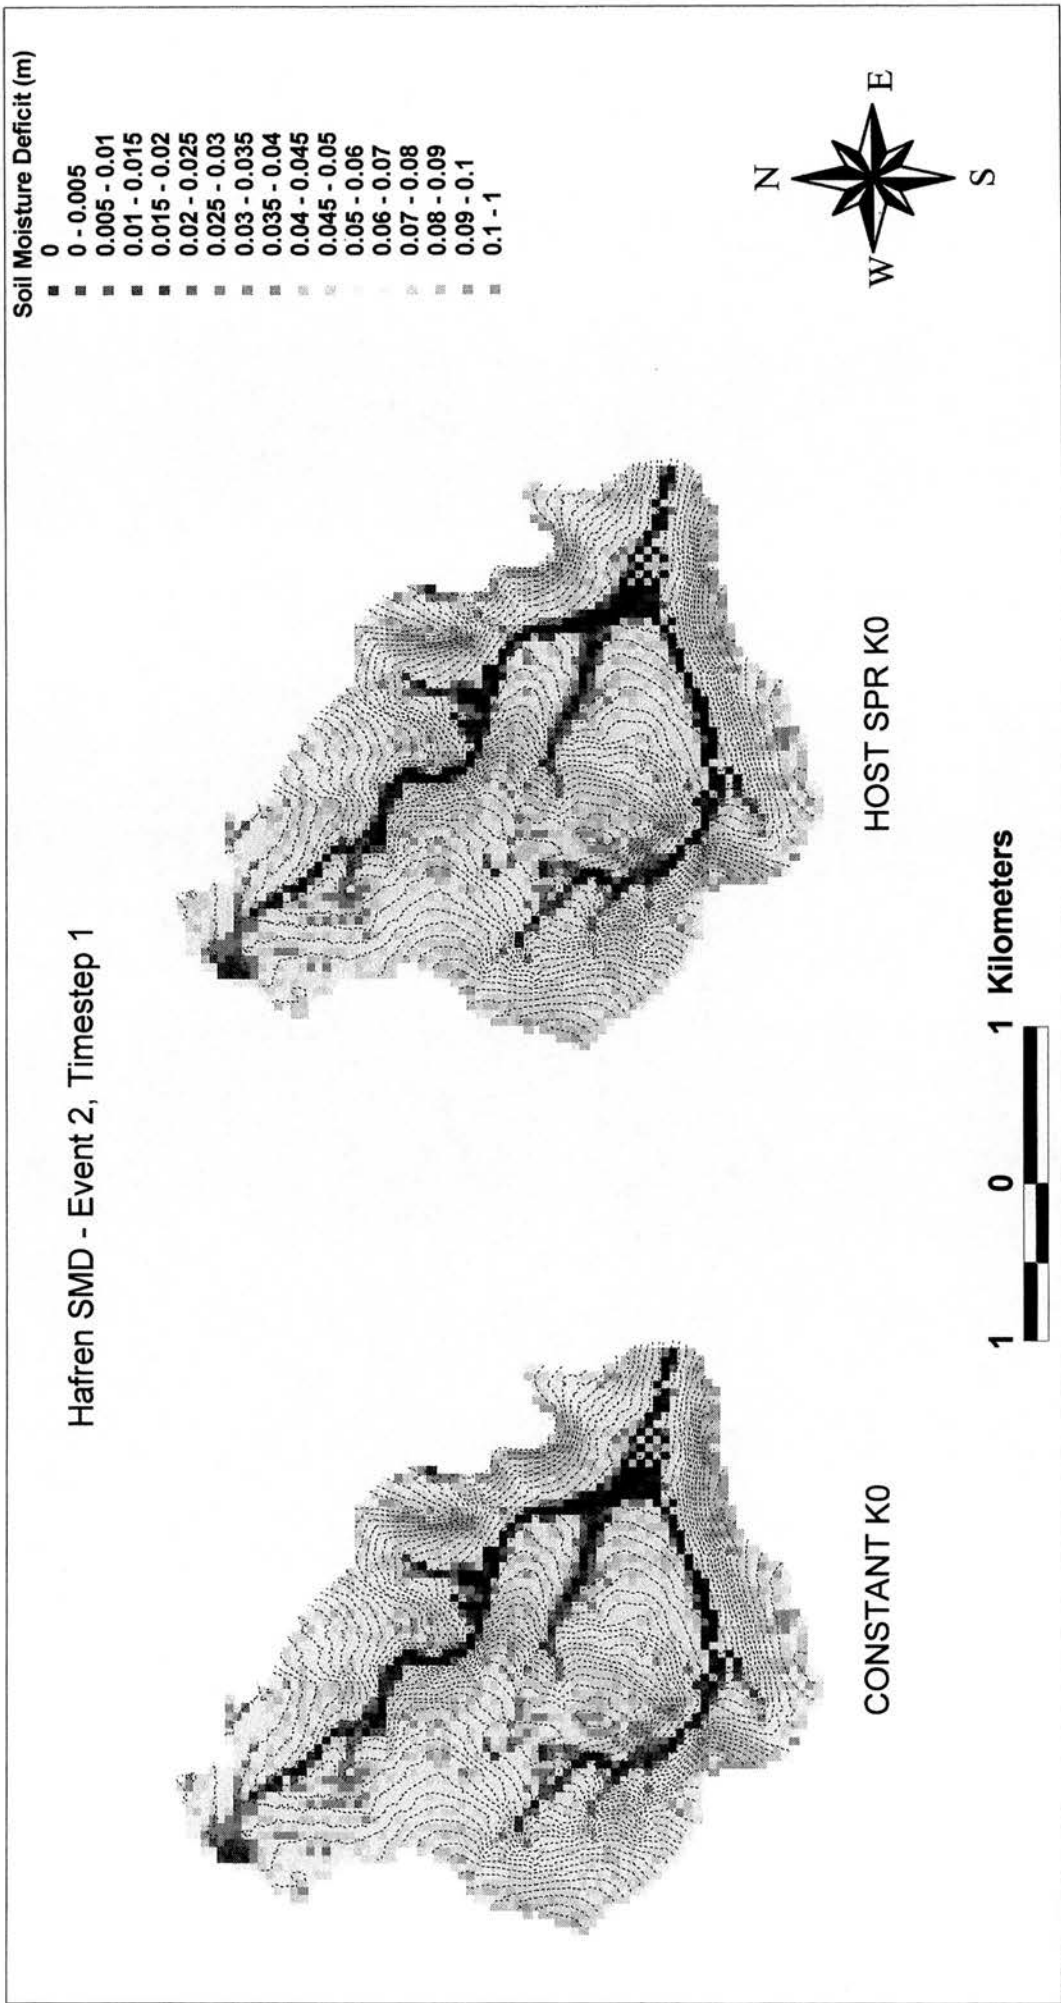 Hafren SMD - Event 2, Timestep 1
Soil Moisture Deficit (m)
0
0 - 0.005
0.005 - 0.01
0.01 - 0.015
0.015 - 0.02
0.02 - 0.025
0.025 - 0.03
0.03 - 0.035
0.035 - 0.04
0.04 - 0.045
0.045 - 0.05
0.05 - 0.06
0.06 - 0.07
0.07 - 0.08
0.08 - 0.09
0.09 - 0.1
0.1 - 1
N
W
E
S
CONSTANT K0
HOST SPR K0
1 0 1 Kilometers